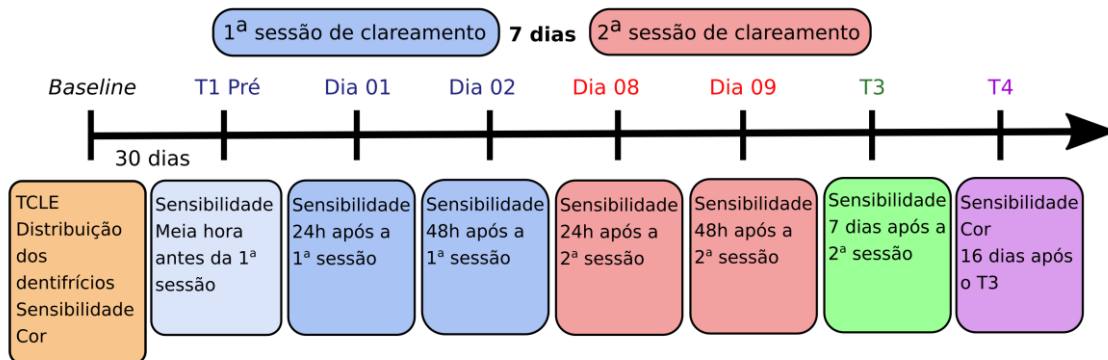 1ª sessão de clareamento 7 dias 2ª sessão de clareamento
Baseline T1 Pré Dia 01 Dia 02 Dia 08 Dia 09 T3 T4
30 dias
TCLE
Distribuição
dos
dentifrícios
Sensibilidade
Cor
Sensibilidade
Meia hora
antes da 1ª
sessão
Sensibilidade
24h após a
1ª sessão
Sensibilidade
48h após a
1ª sessão
Sensibilidade
24h após a
2ª sessão
Sensibilidade
48h após a
2ª sessão
Sensibilidade
7 dias após a
2ª sessão
Sensibilidade
Cor
16 dias após
o T3